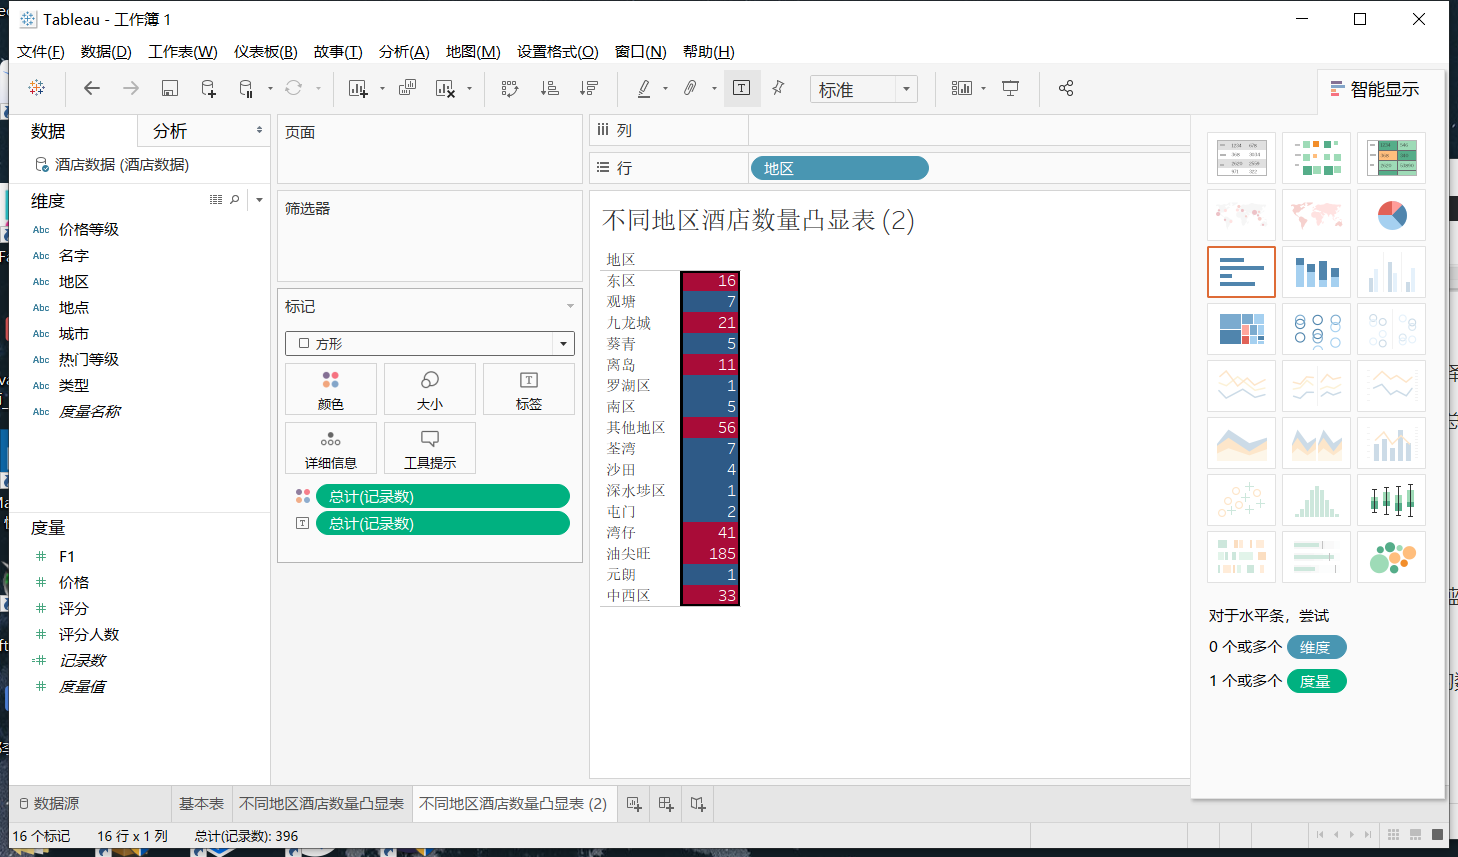 Tableau - 工作簿 1
文件(F) 数据(D) 工作表(W) 仪表板(B) 故事(T) 分析(A) 地图(M) 设置格式(O) 窗口(N) 帮助(H)
标准
智能显示
数据 分析
酒店数据 (酒店数据)
维度
Abc 价格等级
Abc 名字
Abc 地区
Abc 地点
Abc 城市
Abc 热门等级
Abc 类型
Abc 度量名称
度量
F1
价格
评分
评分人数
记录数
度量值
页面
筛选器
标记
方形
颜色 大小 标签
详细信息 工具提示
总计(记录数)
总计(记录数)
列
行 地区
不同地区酒店数量凸显表 (2)
地区
东区 16
观塘 7
九龙城 21
葵青 5
离岛 11
罗湖区 1
南区 5
其他地区 56
荃湾 7
沙田 4
深水埗区 1
屯门 2
湾仔 41
油尖旺 185
元朗 1
中西区 33
对于水平条，尝试
0 个或多个 维度
1 个或多个 度量
数据源 基本表 不同地区酒店数量凸显表 不同地区酒店数量凸显表 (2)
16 个标记 16 行 x 1 列 总计(记录数): 396